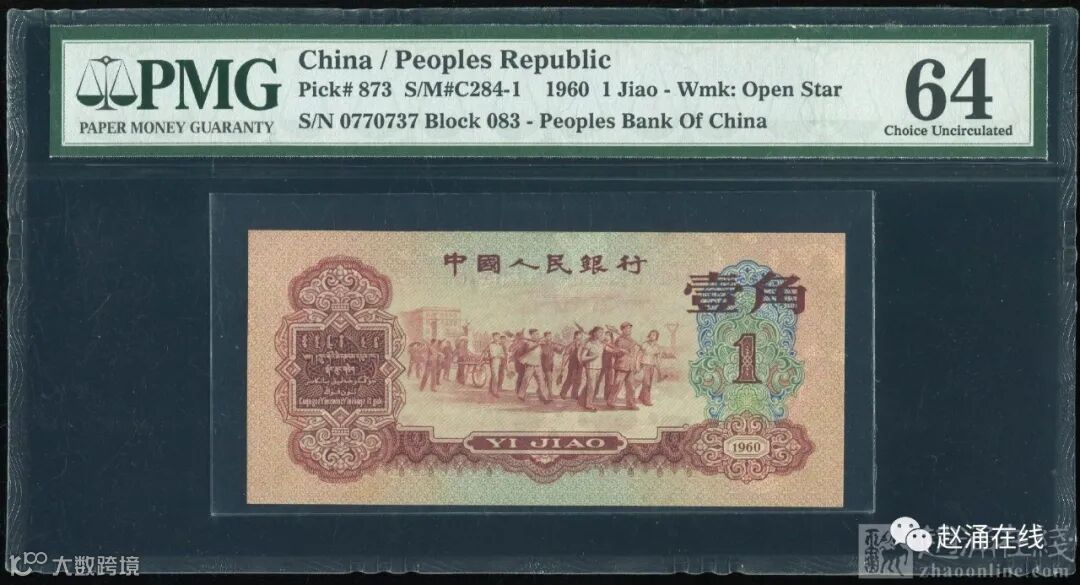 China / Peoples Republic
PMG
PAPER MONEY GUARANTY
Pick# 873 S/M#C284-1 1960 1 Jiao - Wmk: Open Star
S/N 0770737 Block 083 - Peoples Bank Of China
64
Choice Uncirculated
中國人民銀行
壹角
1
YI JIAO
1960
大数跨境
赵涌在线
zhaoonline.com